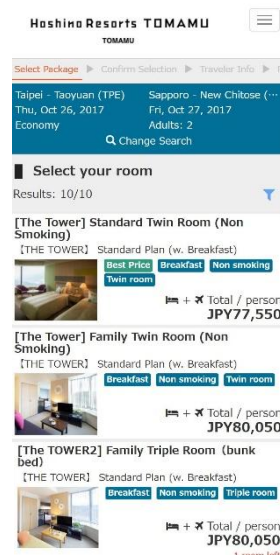 Hoshino Resorts TOMAMU
TOMAMU
Select Package ▶ Confirm Selection ▶ Traveler Info ▶
Taipei - Taoyuan (TPE) Sapporo - New Chitose (…
Thu, Oct 26, 2017 Fri, Oct 27, 2017
Economy Adults: 2
Change Search
Select your room
Results: 10/10
[The Tower] Standard Twin Room (Non
Smoking)
【THE TOWER】 Standard Plan (w. Breakfast)
Best Price Breakfast Non smoking
Twin room
+ Total / person
JPY77,550
[The Tower] Family Twin Room (Non
Smoking)
【THE TOWER】 Standard Plan (w. Breakfast)
Breakfast Non smoking Twin room
+ Total / person
JPY80,050
[The TOWER2] Family Triple Room (bunk
bed)
【THE TOWER】 Standard Plan (w. Breakfast)
Breakfast Non smoking Triple room
+ Total / person
JPY80,050
1 room left